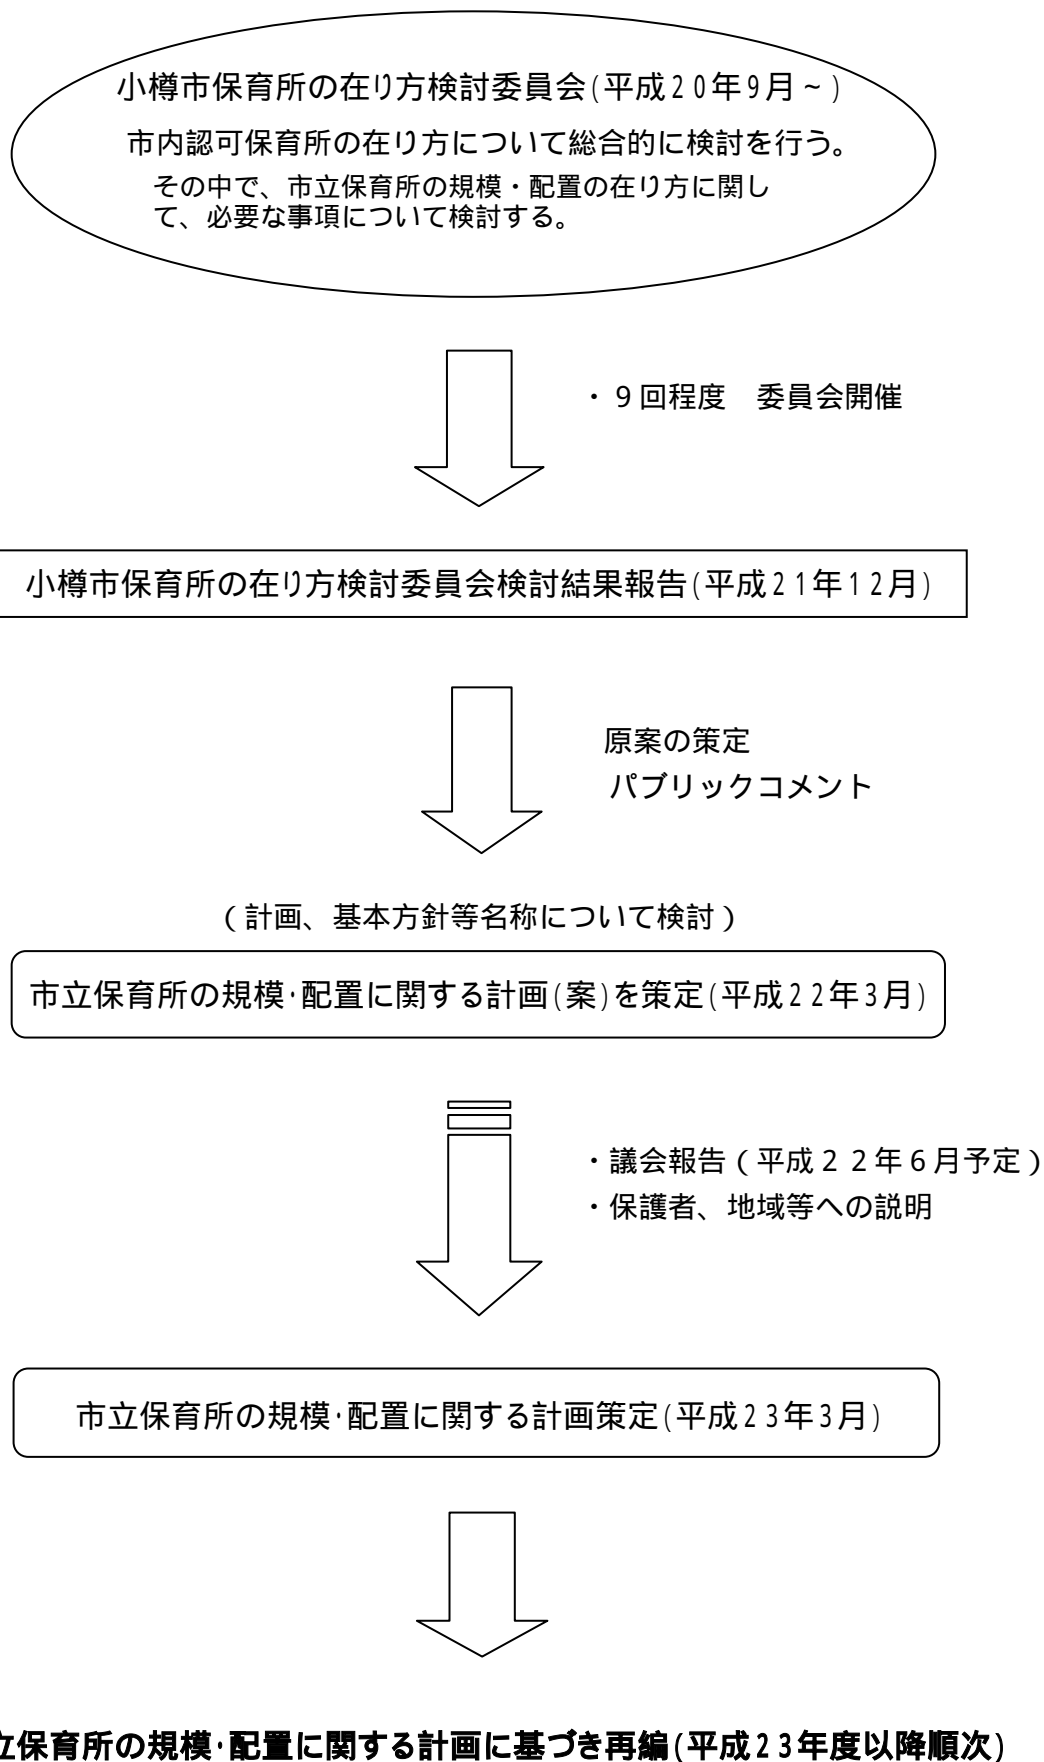 小樽市保育所の在り方検討委員会(平成20年9月~)
市内認可保育所の在り方について総合的に検討を行う。
その中で、市立保育所の規模・配置の在り方に関し
て、必要な事項について検討する。
・9回程度　委員会開催
小樽市保育所の在り方検討委員会検討結果報告(平成21年12月)
原案の策定
パブリックコメント
(計画、基本方針等名称について検討)
市立保育所の規模・配置に関する計画(案)を策定(平成22年3月)
・議会報告(平成22年6月予定)
・保護者、地域等への説明
市立保育所の規模・配置に関する計画策定(平成23年3月)
立保育所の規模・配置に関する計画に基づき再編(平成23年度以降順次)